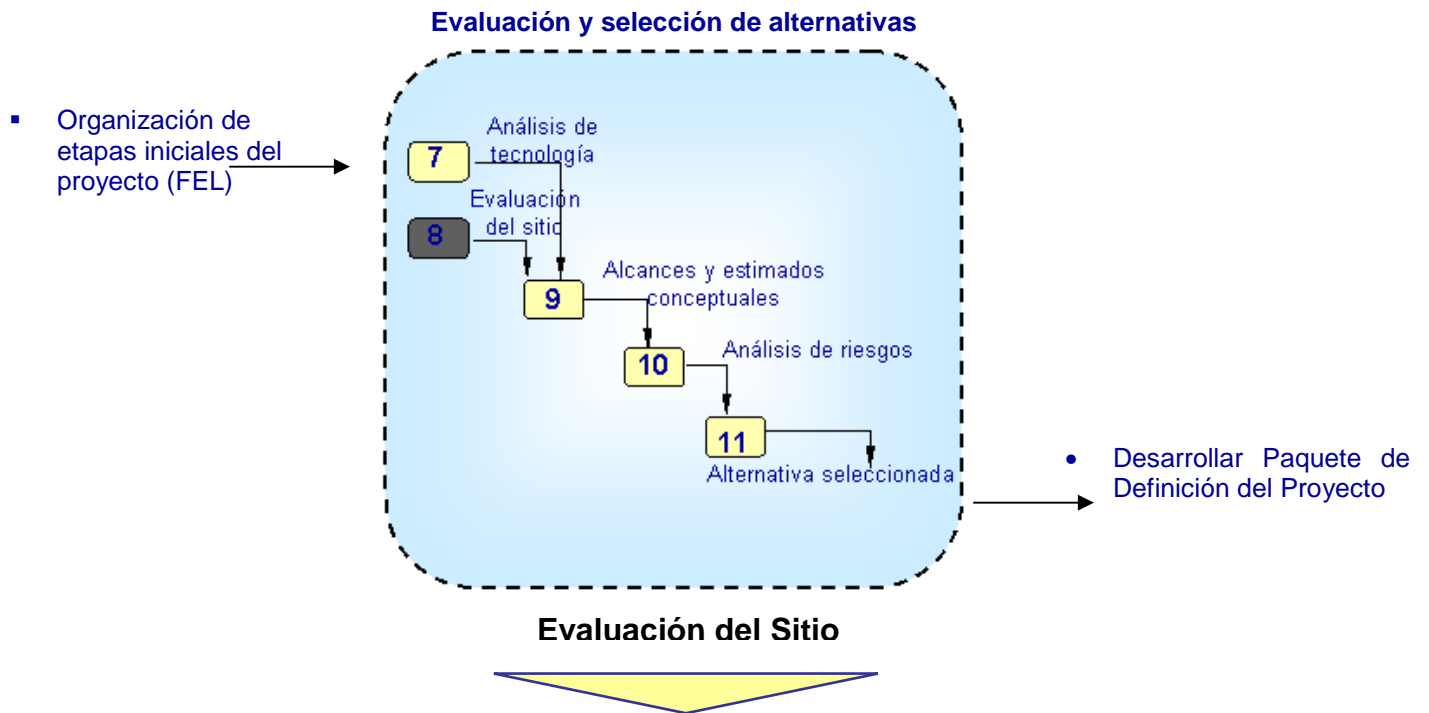 Evaluación y selección de alternativas
▪ Organización de
etapas iniciales del
proyecto (FEL)
7
Análisis de
tecnología
8
Evaluación
del sitio
9
Alcances y estimados
conceptuales
10
Análisis de riesgos
11
Alternativa seleccionada
• Desarrollar Paquete de
Definición del Proyecto
Evaluación del Sitio